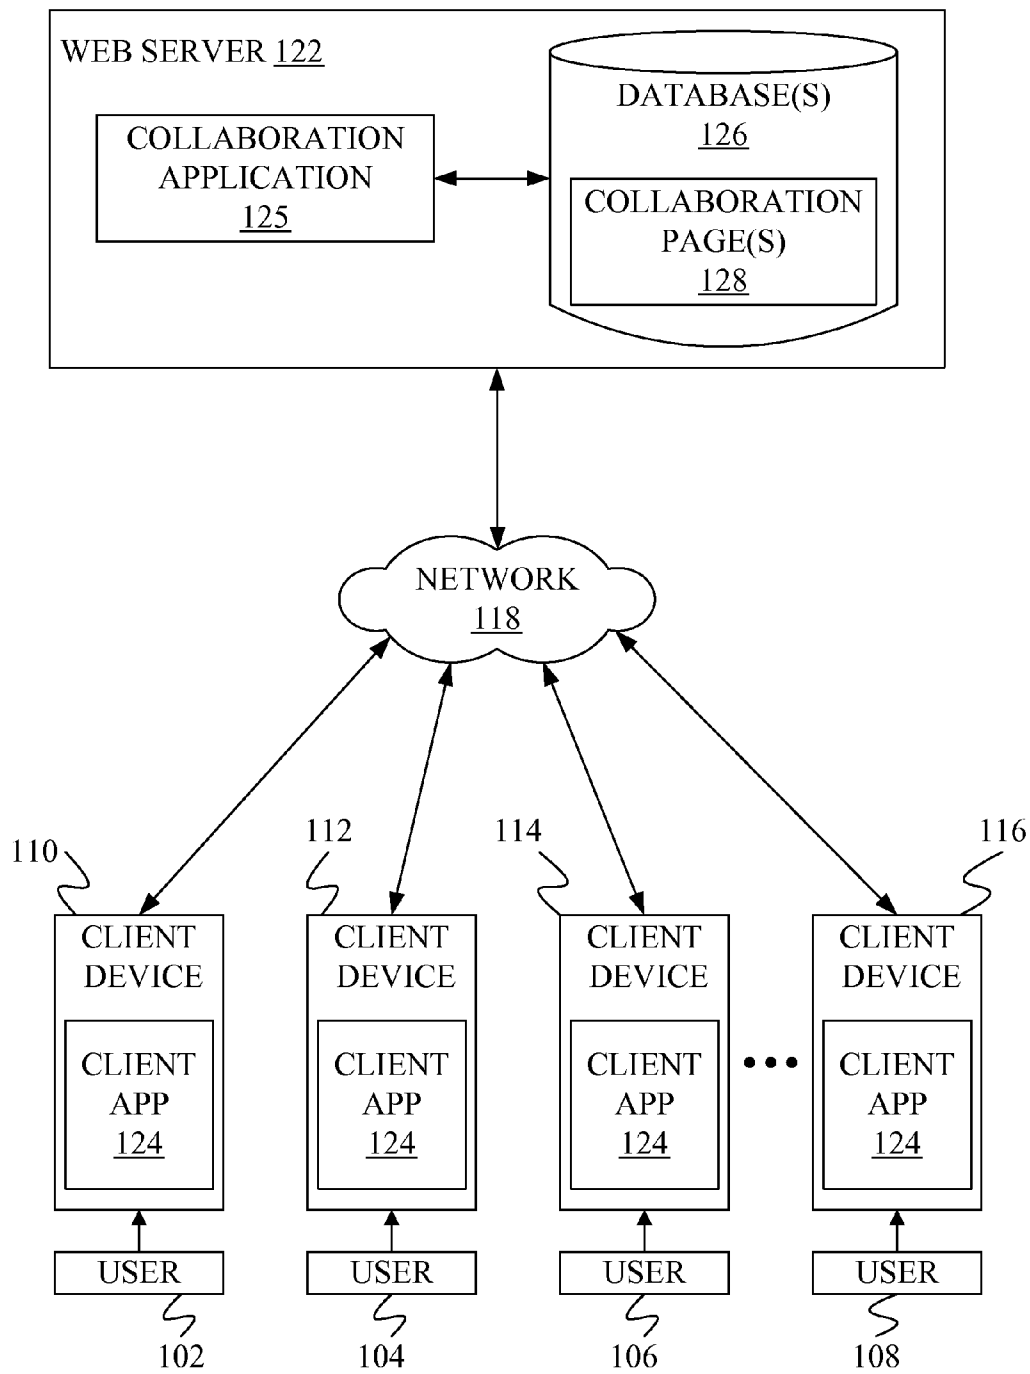 WEB SERVER 122
DATABASE(S)
126
COLLABORATION
APPLICATION
125
COLLABORATION
PAGE(S)
128
NETWORK
118
110
112
114
116
CLIENT
DEVICE
CLIENT
APP
124
CLIENT
DEVICE
CLIENT
APP
124
CLIENT
DEVICE
CLIENT
APP
124
CLIENT
DEVICE
CLIENT
APP
124
USER
USER
USER
USER
102
104
106
108